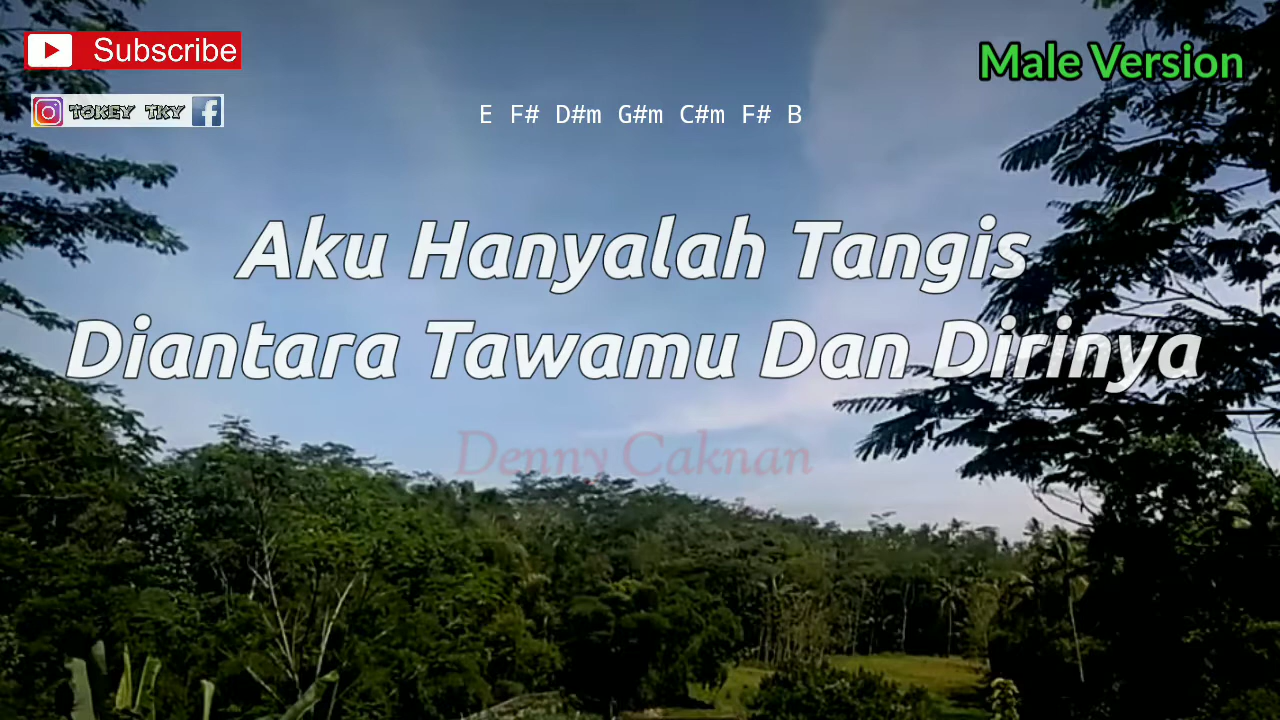 Subscribe
Male Version
TOKEY TKY
E F# D#m G#m C#m F# B
Aku Hanyalah Tangis
Diantara Tawamu Dan Dirinya
Denny Caknan